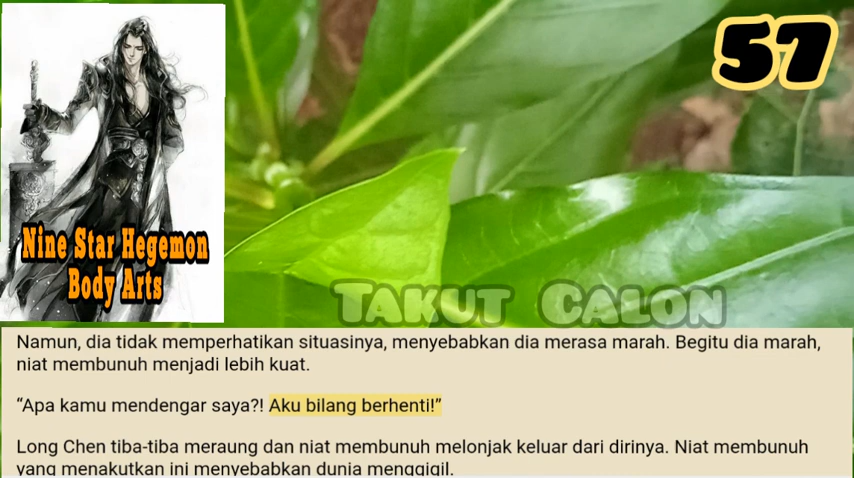 57
Nine Star Hegemon
Body Arts
TAKUT CALON
Namun, dia tidak memperhatikan situasinya, menyebabkan dia merasa marah. Begitu dia marah,
niat membunuh menjadi lebih kuat.
“Apa kamu mendengar saya?! Aku bilang berhenti!”
Long Chen tiba-tiba meraung dan niat membunuh melonjak keluar dari dirinya. Niat membunuh
yang menakutkan ini menyebabkan dunia menggigil.